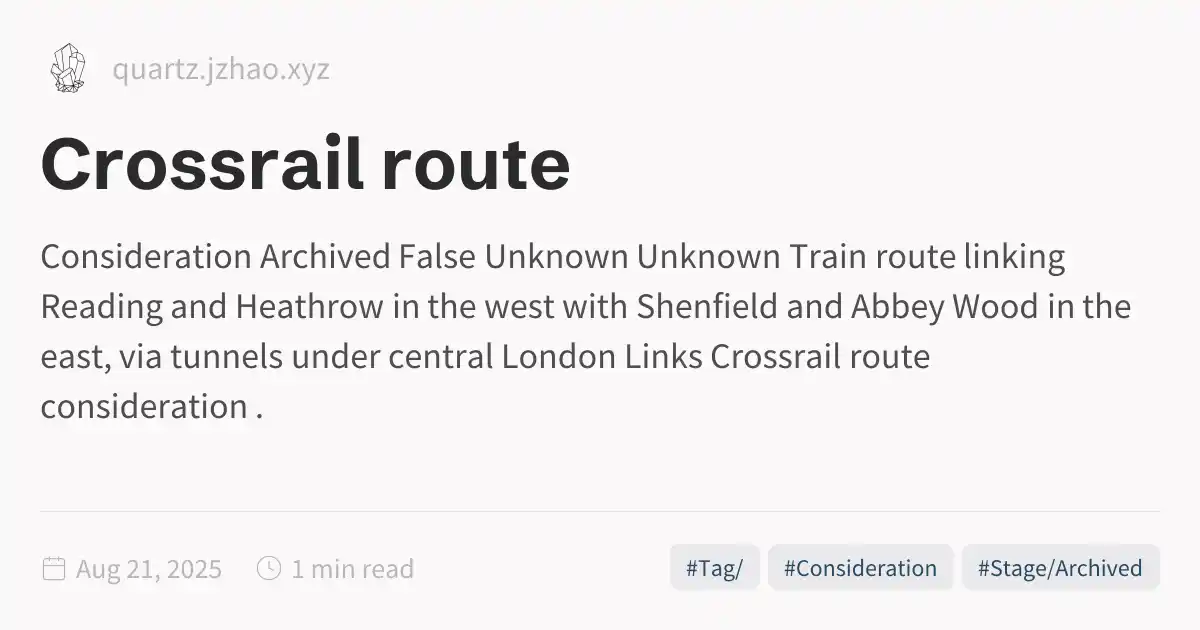 quartz.jzhao.xyz
Crossrail route
Consideration Archived False Unknown Unknown Train route linking
Reading and Heathrow in the west with Shenfield and Abbey Wood in the
east, via tunnels under central London Links Crossrail route
consideration .
Aug 21, 2025 1 min read #Tag/ #Consideration #Stage/Archived